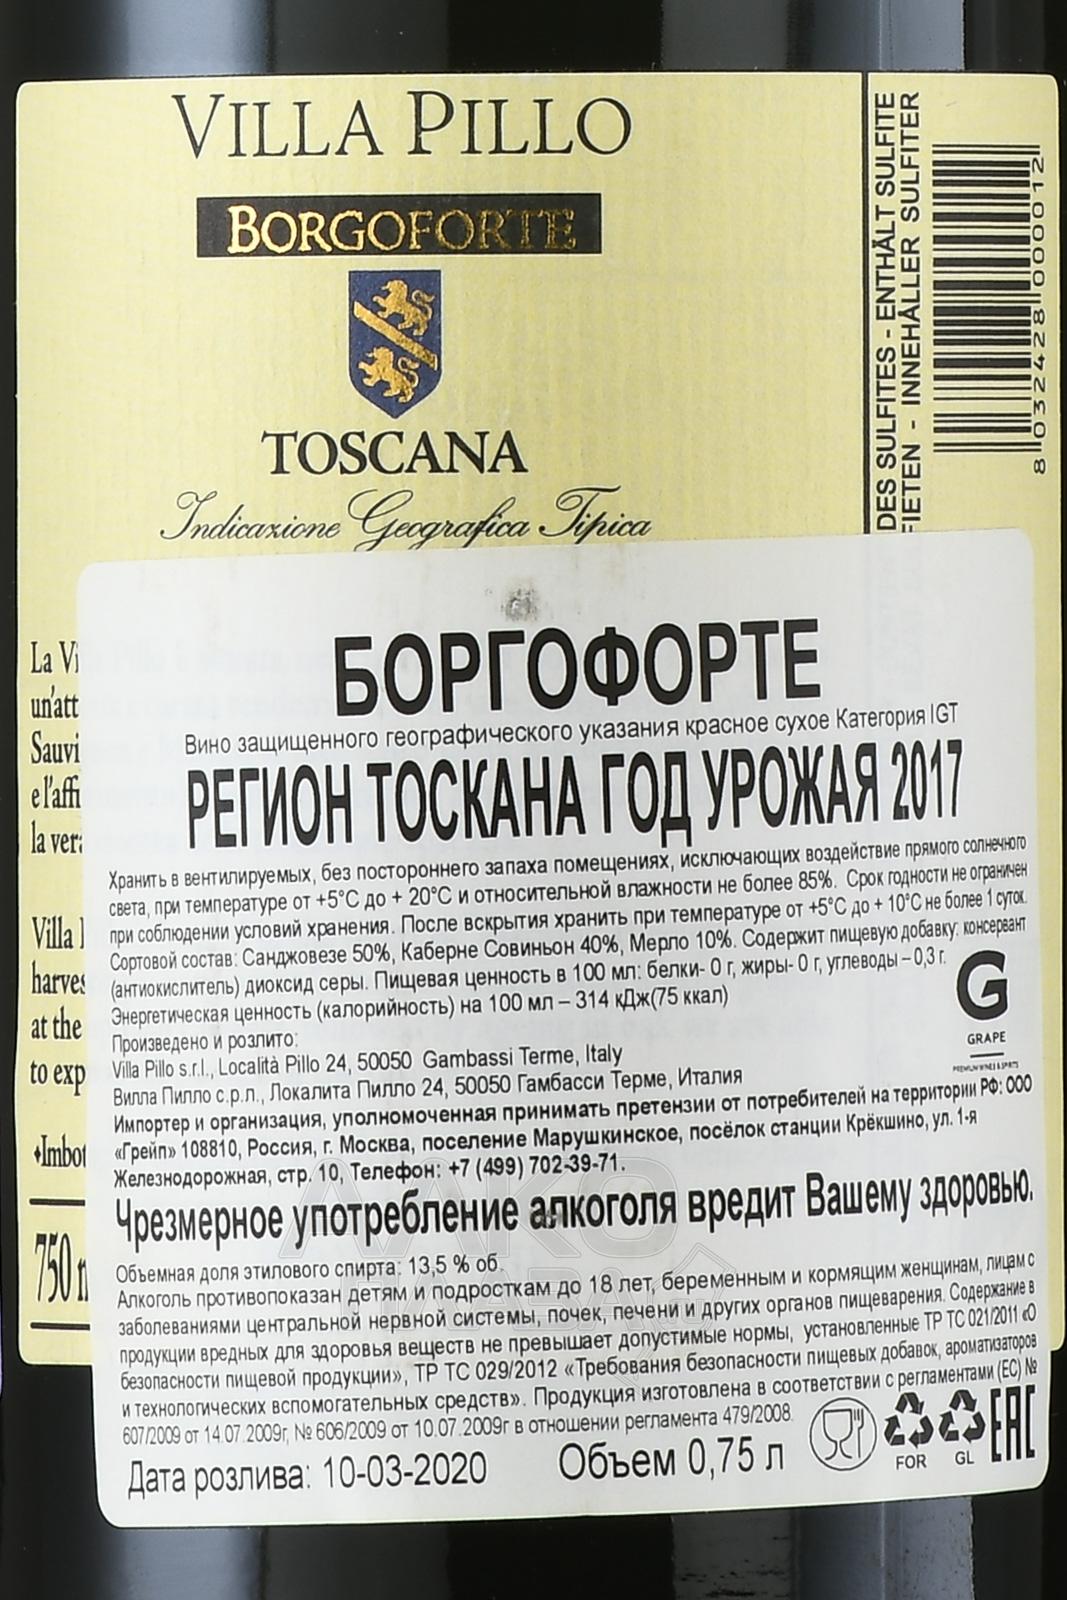 VILLA PILLO
BORGOFORTE
TOSCANA
Indicazione Geografica Tipica
DES SULFITES - ENTHÄLT SULFITE
FIETEN - INNEHÅLLER SULFITER
8 032428 000012
La Vi
un'att
Sauvi
e l'affi
la vera
Villa
harves
at the
to exp
•Imbot
750
БОРГОФОРТЕ
Вино защищенного географического указания красное сухое Категория IGT
РЕГИОН ТОСКАНА ГОД УРОЖАЯ 2017
Хранить в вентилируемых, без постороннего запаха помещениях, исключающих воздействие прямого солнечного
света, при температуре от +5°С до + 20°С и относительной влажности не более 85%. Срок годности не ограничен
при соблюдении условий хранения. После вскрытия хранить при температуре от +5°С до + 10°С не более 1 суток.
Сортовой состав: Санджовезе 50%, Каберне Совиньон 40%, Мерло 10%. Содержит пищевую добавку: консервант
(антиокислитель) диоксид серы. Пищевая ценность в 100 мл: белки- 0 г, жиры- 0 г, углеводы – 0,3 г.
Энергетическая ценность (калорийность) на 100 мл – 314 кДж(75 ккал)
G
GRAPE
PREMIUM WINES & SPIRITS
Произведено и розлито:
Villa Pillo s.r.l., Località Pillo 24, 50050 Gambassi Terme, Italy
Вилла Пилло с.р.л., Локалита Пилло 24, 50050 Гамбасси Терме, Италия
Импортер и организация, уполномоченная принимать претензии от потребителей на территории РФ: ООО
«Грейп» 108810, Россия, г. Москва, поселение Марушкинское, посёлок станции Крёкшино, ул. 1-я
Железнодорожная, стр. 10, Телефон: +7 (499) 702-39-71.
Чрезмерное употребление алкоголя вредит Вашему здоровью.
Объемная доля этилового спирта: 13,5 % об.
Алкоголь противопоказан детям и подросткам до 18 лет, беременным и кормящим женщинам, лицам с
заболеваниями центральной нервной системы, почек, печени и других органов пищеварения. Содержание в
продукции вредных для здоровья веществ не превышает допустимые нормы, установленные ТР ТС 021/2011 «О
безопасности пищевой продукции», ТР ТС 029/2012 «Требования безопасности пищевых добавок, ароматизаторов
и технологических вспомогательных средств». Продукция изготовлена в соответствии с регламентами (ЕС) №
607/2009 от 14.07.2009г, № 606/2009 от 10.07.2009г в отношении регламента 479/2008.
Дата розлива: 10-03-2020 Объем 0,75 л
FOR GL EAC